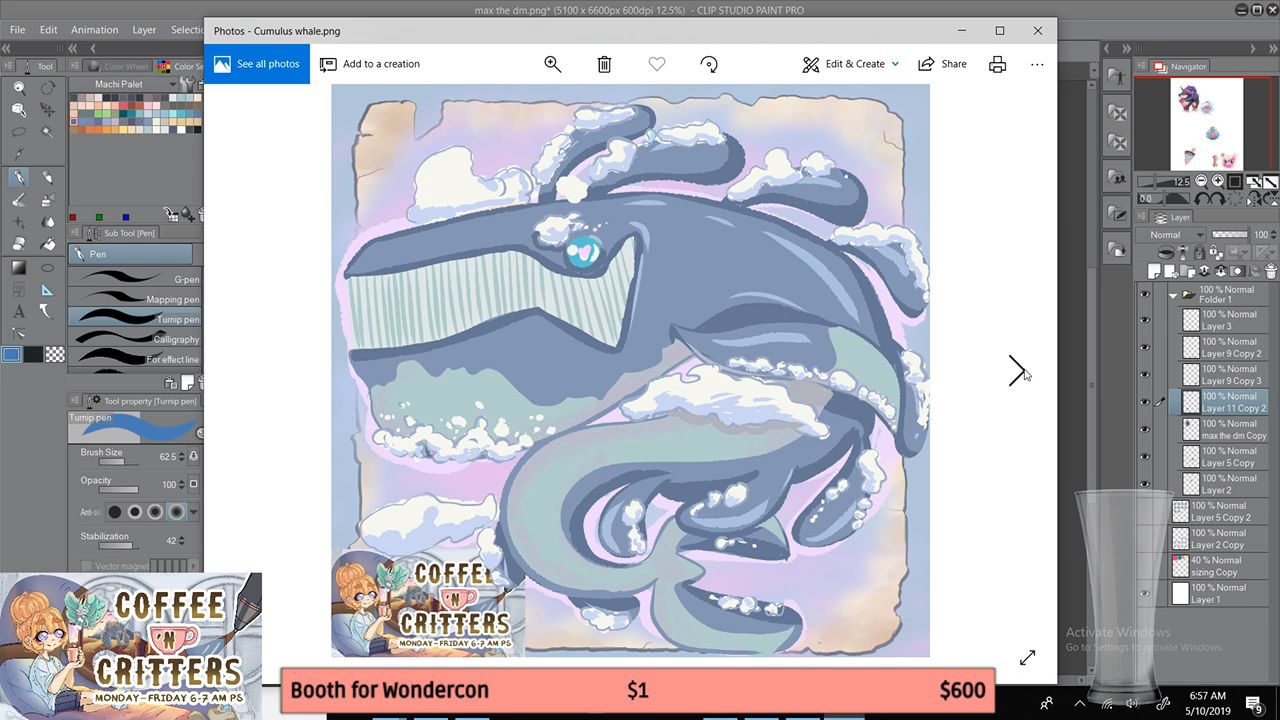 max the dm.png* (5100 x 6600px 600dpi 12.5%) - CLIP STUDIO PAINT PRO
File Edit Animation Layer Selectio
Photos - Cumulus whale.png
See all photos
Add to a creation
Edit & Create
Share
Tool
Color Wheel
Color Se
Machi Palet
Sub Tool [Pen]
Pen
G-pen
Mapping pen
Turnip pen
Calligraphy
For effect line
Tool property [Turnip pen]
Turnip pen
Brush Size 62.5
Opacity 100
Anti-ali
Stabilization 42
Vector magnet
Navigator
12.5
0.0
Layer
Normal 100
100 % Normal
Folder 1
100 % Normal
Layer 3
100 % Normal
Layer 9 Copy 2
100 % Normal
Layer 9 Copy 3
100 % Normal
Layer 11 Copy 2
100 % Normal
max the dm Copy
100 % Normal
Layer 5 Copy
100 % Normal
Layer 2
100 % Normal
Layer 5 Copy 2
100 % Normal
Layer 2 Copy
40 % Normal
sizing Copy
100 % Normal
Layer 1
COFFEE
'N'
CRITTERS
MONDAY-FRIDAY 6-7 AM PS
COFFEE
'N'
CRITTERS
MONDAY-FRIDAY 6-7 AM PS
Activate Windows
Go to Settings to activate Windows.
Booth for Wondercon $1 $600
6:57 AM
5/10/2019
9